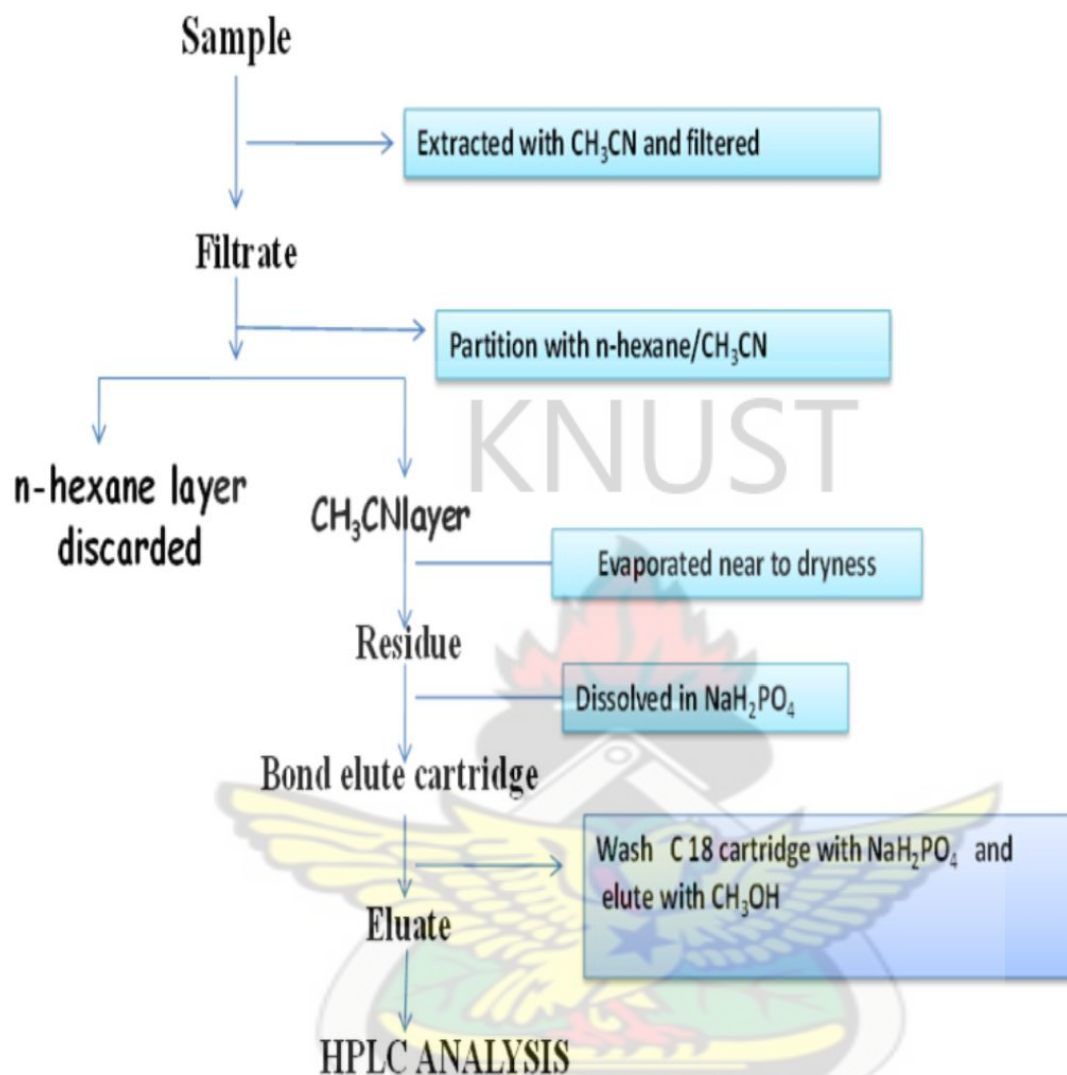 Sample
Extracted with CH₃CN and filtered
Filtrate
Partition with n-hexane/CH₃CN
KNUST
n-hexane layer
discarded
CH₃CNlayer
Evaporated near to dryness
Residue
Dissolved in NaH₂PO₄
Bond elute cartridge
Wash C 18 cartridge with NaH₂PO₄ and
elute with CH₃OH
Eluate
HPLC ANALYSIS